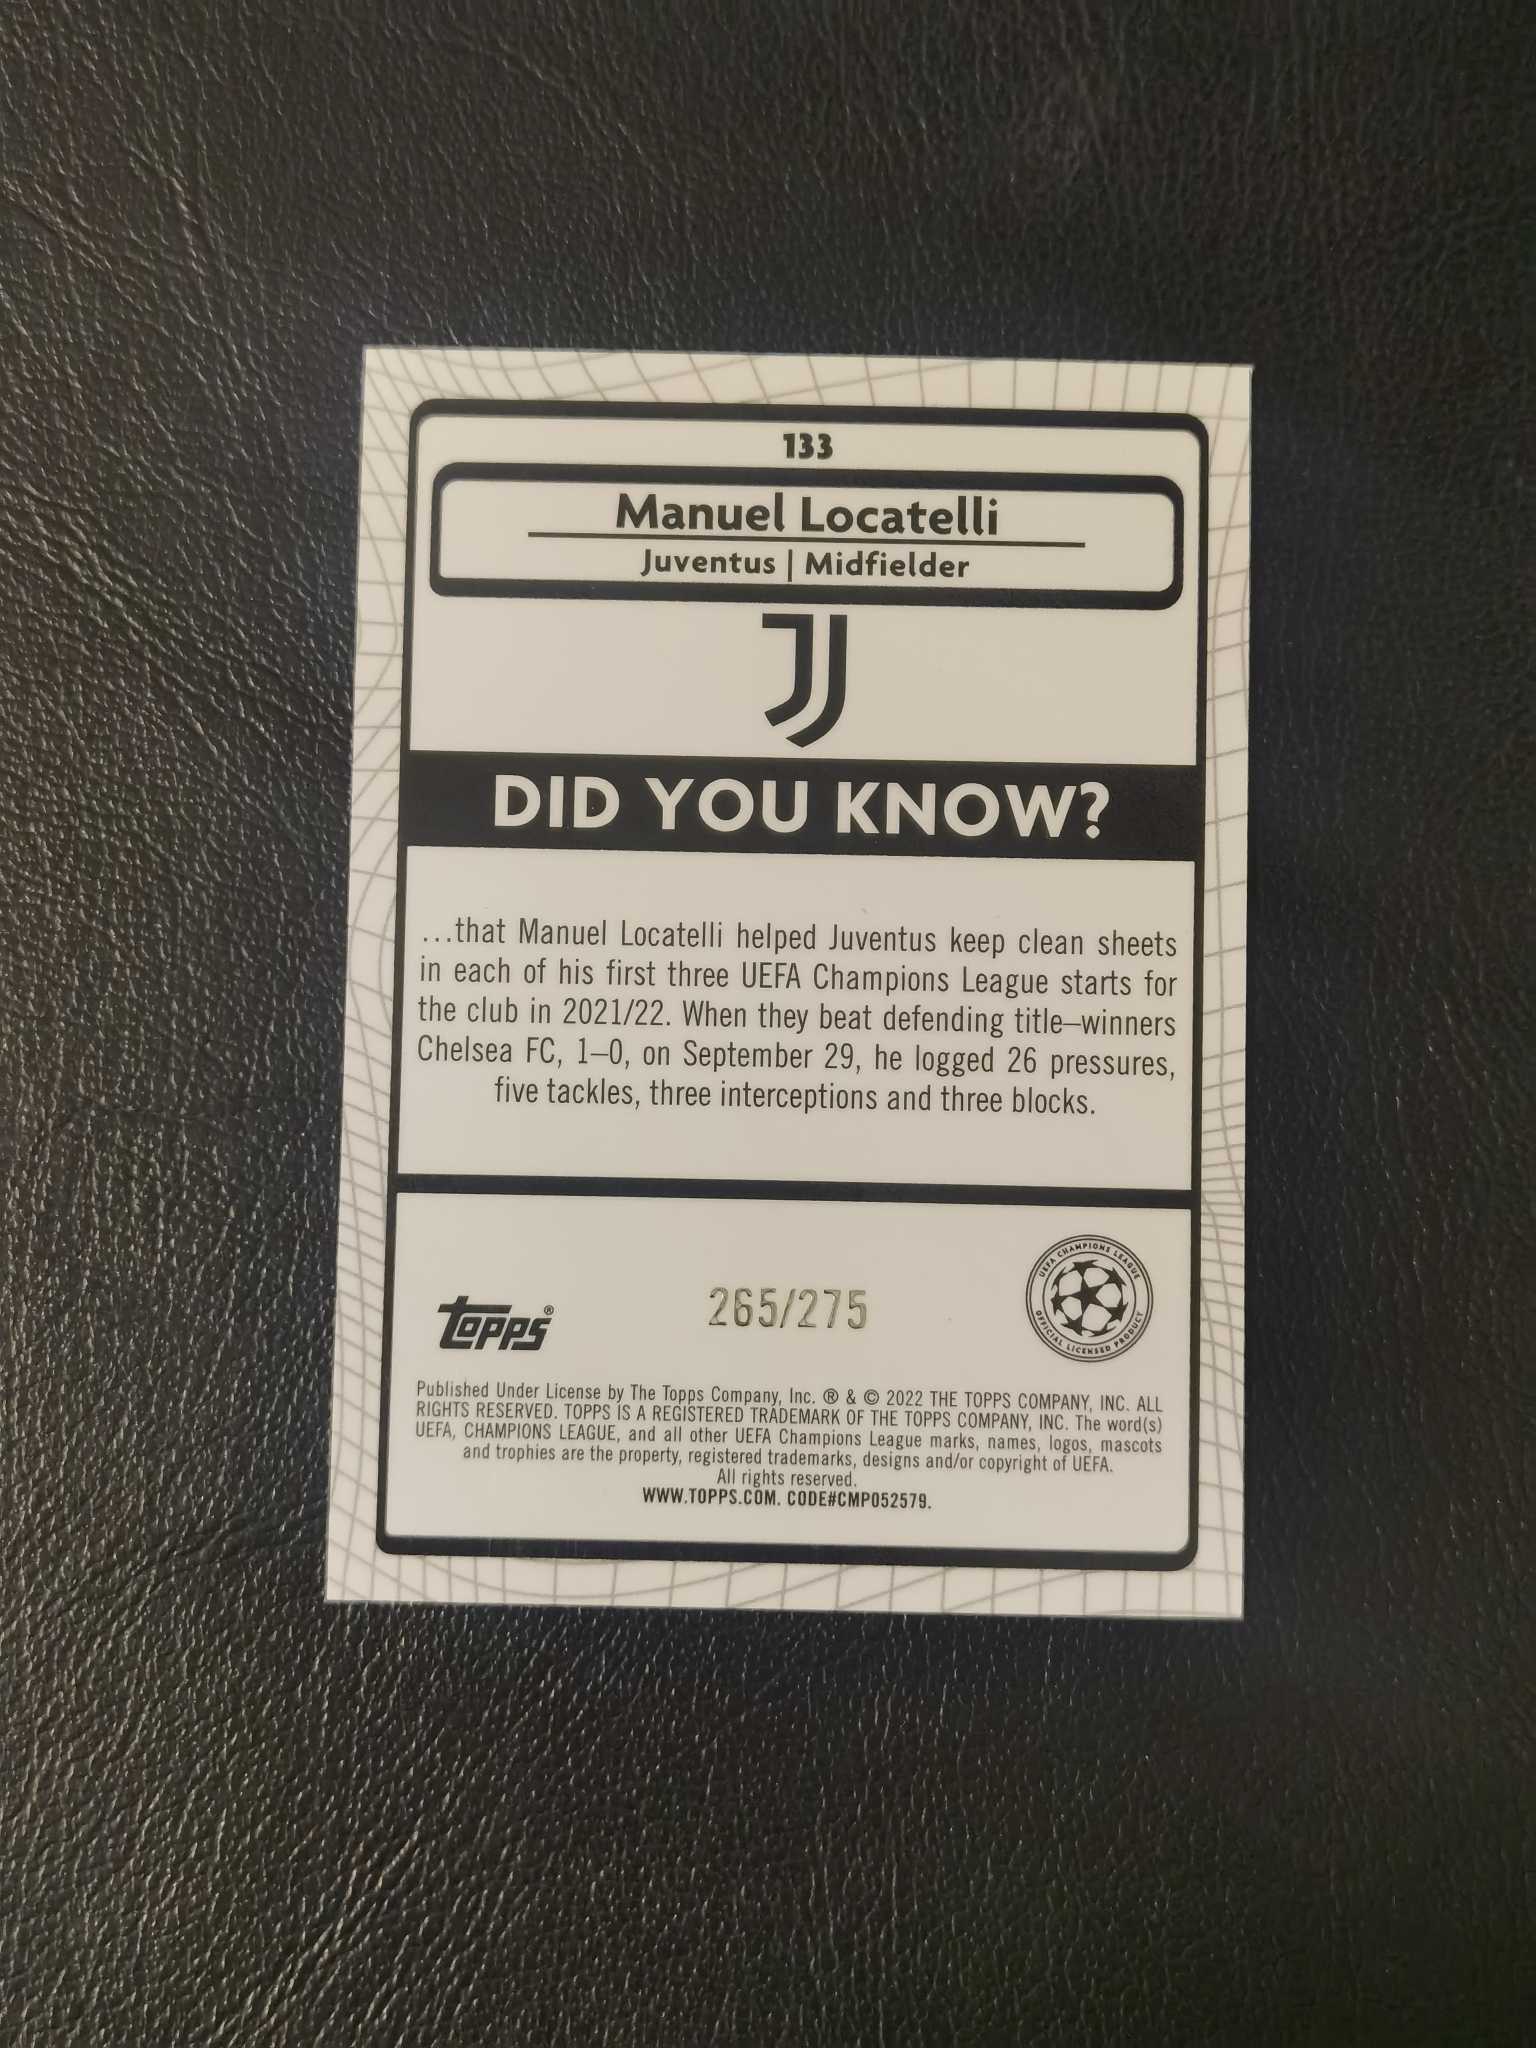 133
Manuel Locatelli
Juventus | Midfielder
DID YOU KNOW?
...that Manuel Locatelli helped Juventus keep clean sheets
in each of his first three UEFA Champions League starts for
the club in 2021/22. When they beat defending title–winners
Chelsea FC, 1–0, on September 29, he logged 26 pressures,
five tackles, three interceptions and three blocks.
Topps®
265/275
UEFA CHAMPIONS LEAGUE
OFFICIAL LICENSED PRODUCT
Published Under License by The Topps Company, Inc. ® & © 2022 THE TOPPS COMPANY, INC. ALL
RIGHTS RESERVED. TOPPS IS A REGISTERED TRADEMARK OF THE TOPPS COMPANY, INC. The word(s)
UEFA, CHAMPIONS LEAGUE, and all other UEFA Champions League marks, names, logos, mascots
and trophies are the property, registered trademarks, designs and/or copyright of UEFA.
All rights reserved.
WWW.TOPPS.COM. CODE#CMP052579.